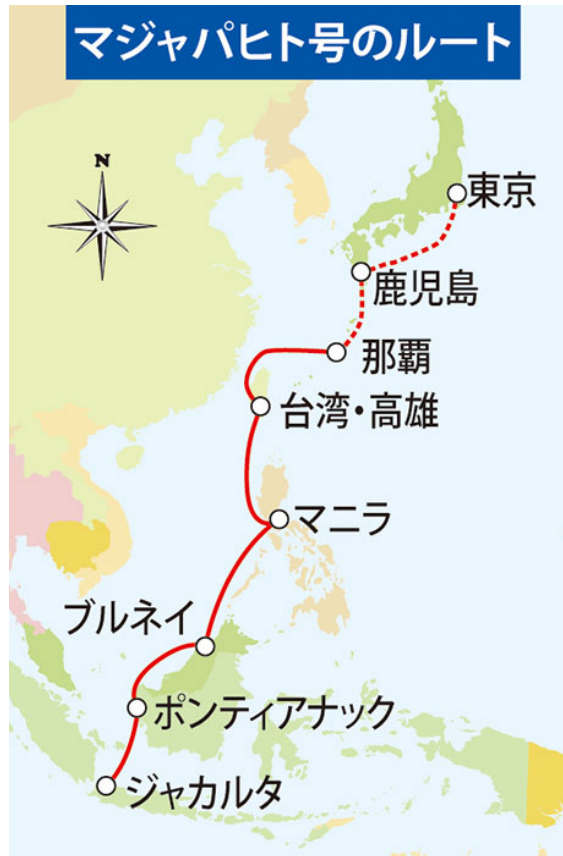 マジャパヒト号のルート
N
東京
鹿児島
那覇
台湾・高雄
マニラ
ブルネイ
ポンティアナック
ジャカルタ